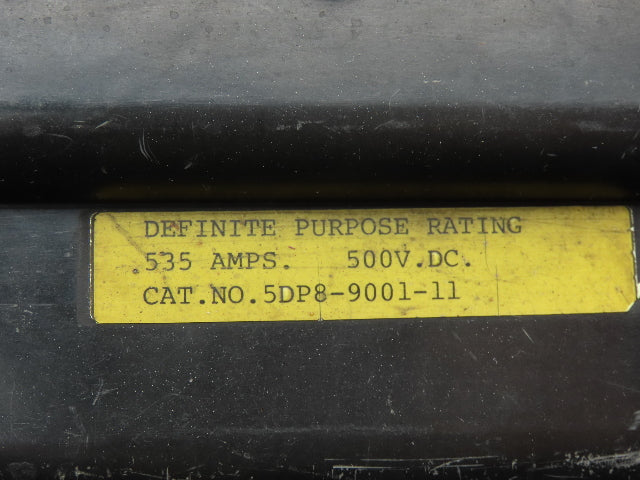 DEFINITE PURPOSE RATING
535 AMPS. 500V.DC.
CAT.NO.5DP8-9001-11